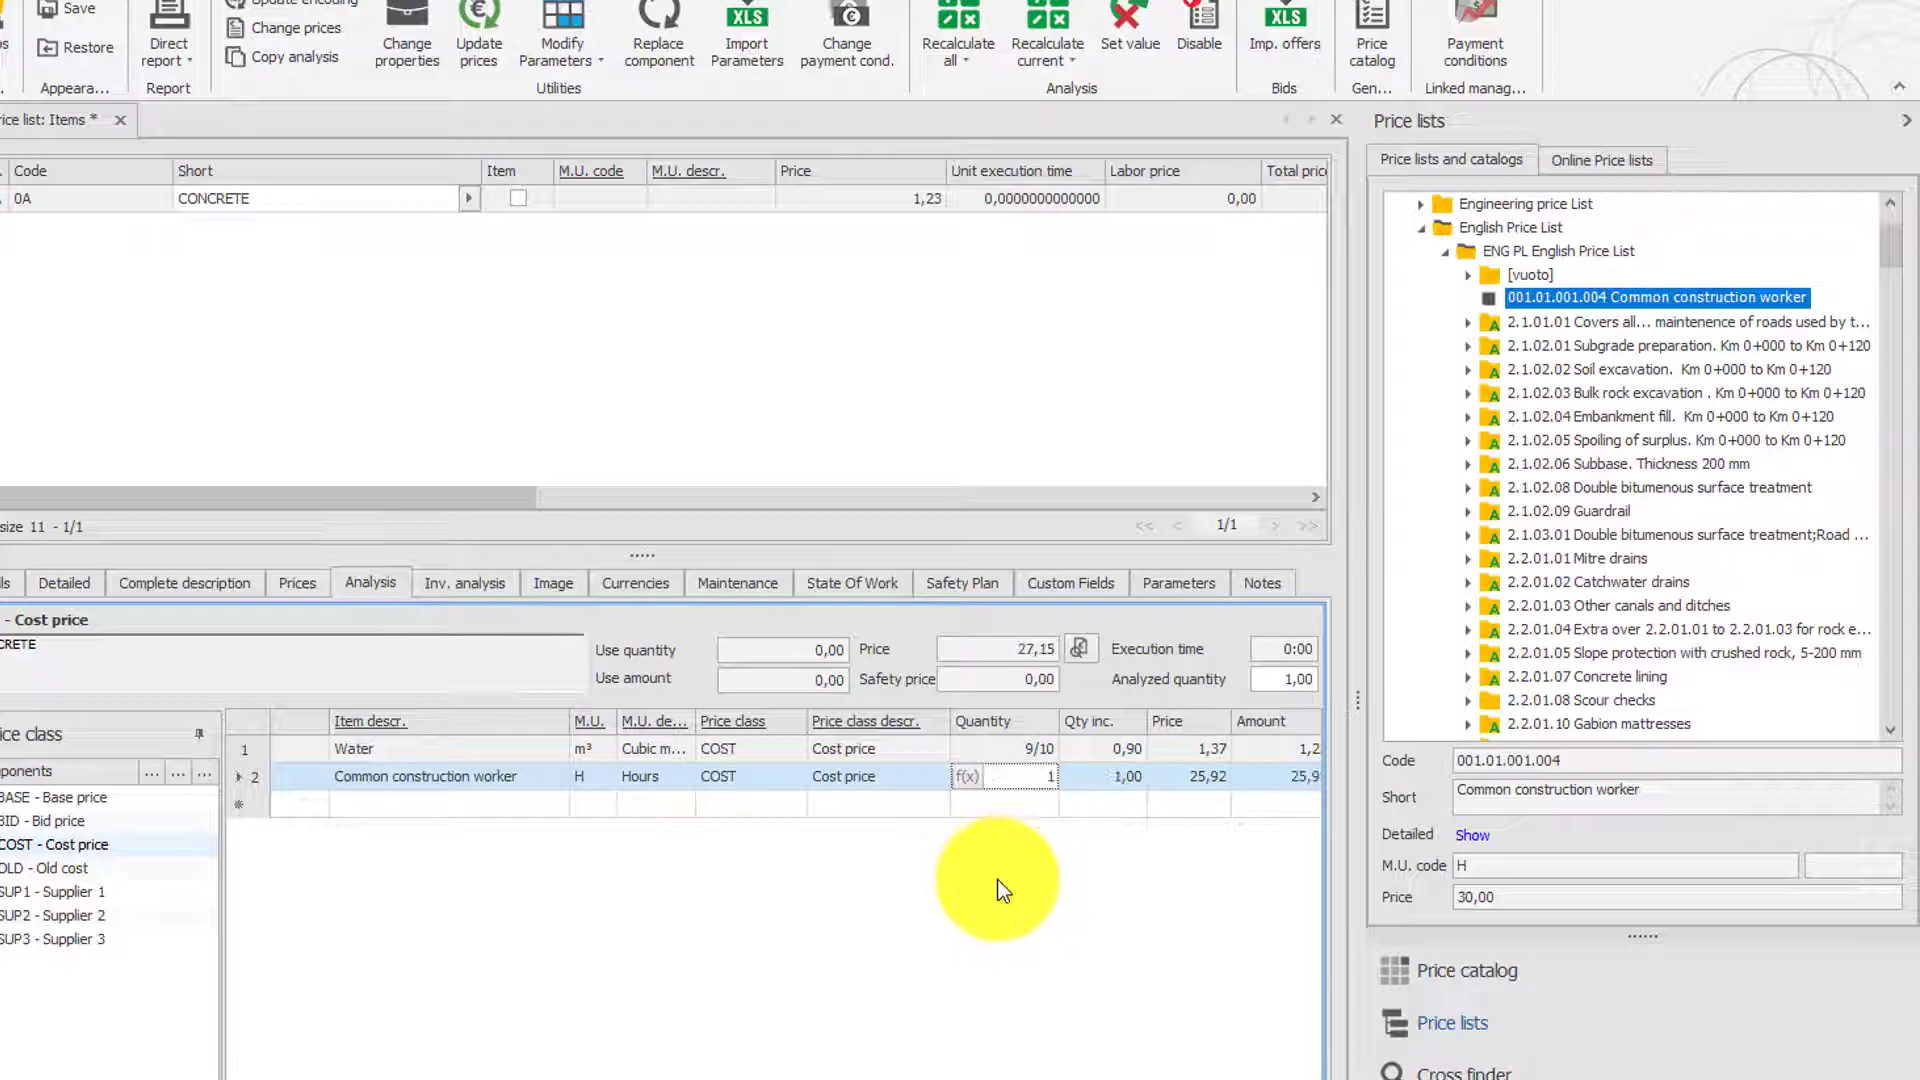 Save
Restore
Appeara...
Direct
report
Report
Update encoding
Change prices
Copy analysis
Change
properties
Update
prices
Modify
Parameters
Replace
component
XLS
Import
Parameters
Change
payment cond.
Utilities
Recalculate
all
Recalculate
current
Set value
Disable
Analysis
XLS
Imp. offers
Bids
Price
catalog
Gen...
Payment
conditions
Linked manag...
rice list: Items *
Code Short Item M.U. code M.U. descr. Price Unit execution time Labor price Total pric
0A CONCRETE 1,23 0,0000000000000 0,00
size 11 - 1/1
<< < 1/1 > >>
ls Detailed Complete description Prices Analysis Inv. analysis Image Currencies Maintenance State Of Work Safety Plan Custom Fields Parameters Notes
- Cost price
CRETE
Use quantity 0,00 Price 27,15 Execution time 0:00
Use amount 0,00 Safety price 0,00 Analyzed quantity 1,00
ice class
ponents ... ... ...
BASE - Base price
BID - Bid price
COST - Cost price
OLD - Old cost
SUP1 - Supplier 1
SUP2 - Supplier 2
SUP3 - Supplier 3
Item descr. M.U. M.U. de... Price class Price class descr. Quantity Qty inc. Price Amount
1 Water m³ Cubic m... COST Cost price 9/10 0,90 1,37 1,2
2 Common construction worker H Hours COST Cost price f(x) 1 1,00 25,92 25,9
Price lists
Price lists and catalogs Online Price lists
Engineering price List
English Price List
ENG PL English Price List
[vuoto]
001.01.001.004 Common construction worker
2.1.01.01 Covers all... maintenence of roads used by t...
2.1.02.01 Subgrade preparation. Km 0+000 to Km 0+120
2.1.02.02 Soil excavation. Km 0+000 to Km 0+120
2.1.02.03 Bulk rock excavation . Km 0+000 to Km 0+120
2.1.02.04 Embankment fill. Km 0+000 to Km 0+120
2.1.02.05 Spoiling of surplus. Km 0+000 to Km 0+120
2.1.02.06 Subbase. Thickness 200 mm
2.1.02.08 Double bitumenous surface treatment
2.1.02.09 Guardrail
2.1.03.01 Double bitumenous surface treatment;Road ...
2.2.01.01 Mitre drains
2.2.01.02 Catchwater drains
2.2.01.03 Other canals and ditches
2.2.01.04 Extra over 2.2.01.01 to 2.2.01.03 for rock e...
2.2.01.05 Slope protection with crushed rock, 5-200 mm
2.2.01.07 Concrete lining
2.2.01.08 Scour checks
2.2.01.10 Gabion mattresses
Code 001.01.001.004
Short Common construction worker
Detailed Show
M.U. code H
Price 30,00
Price catalog
Price lists
Cross finder